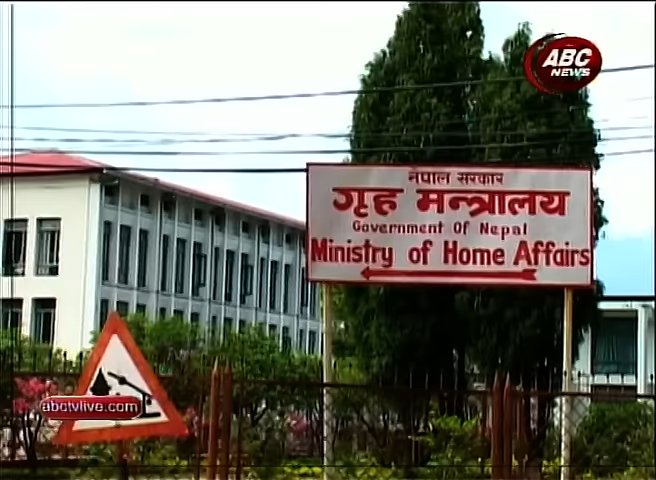 ABC
NEWS
नेपाल सरकार
गृह मन्त्रालय
Government of Nepal
Ministry of Home Affairs
abctvlive.com